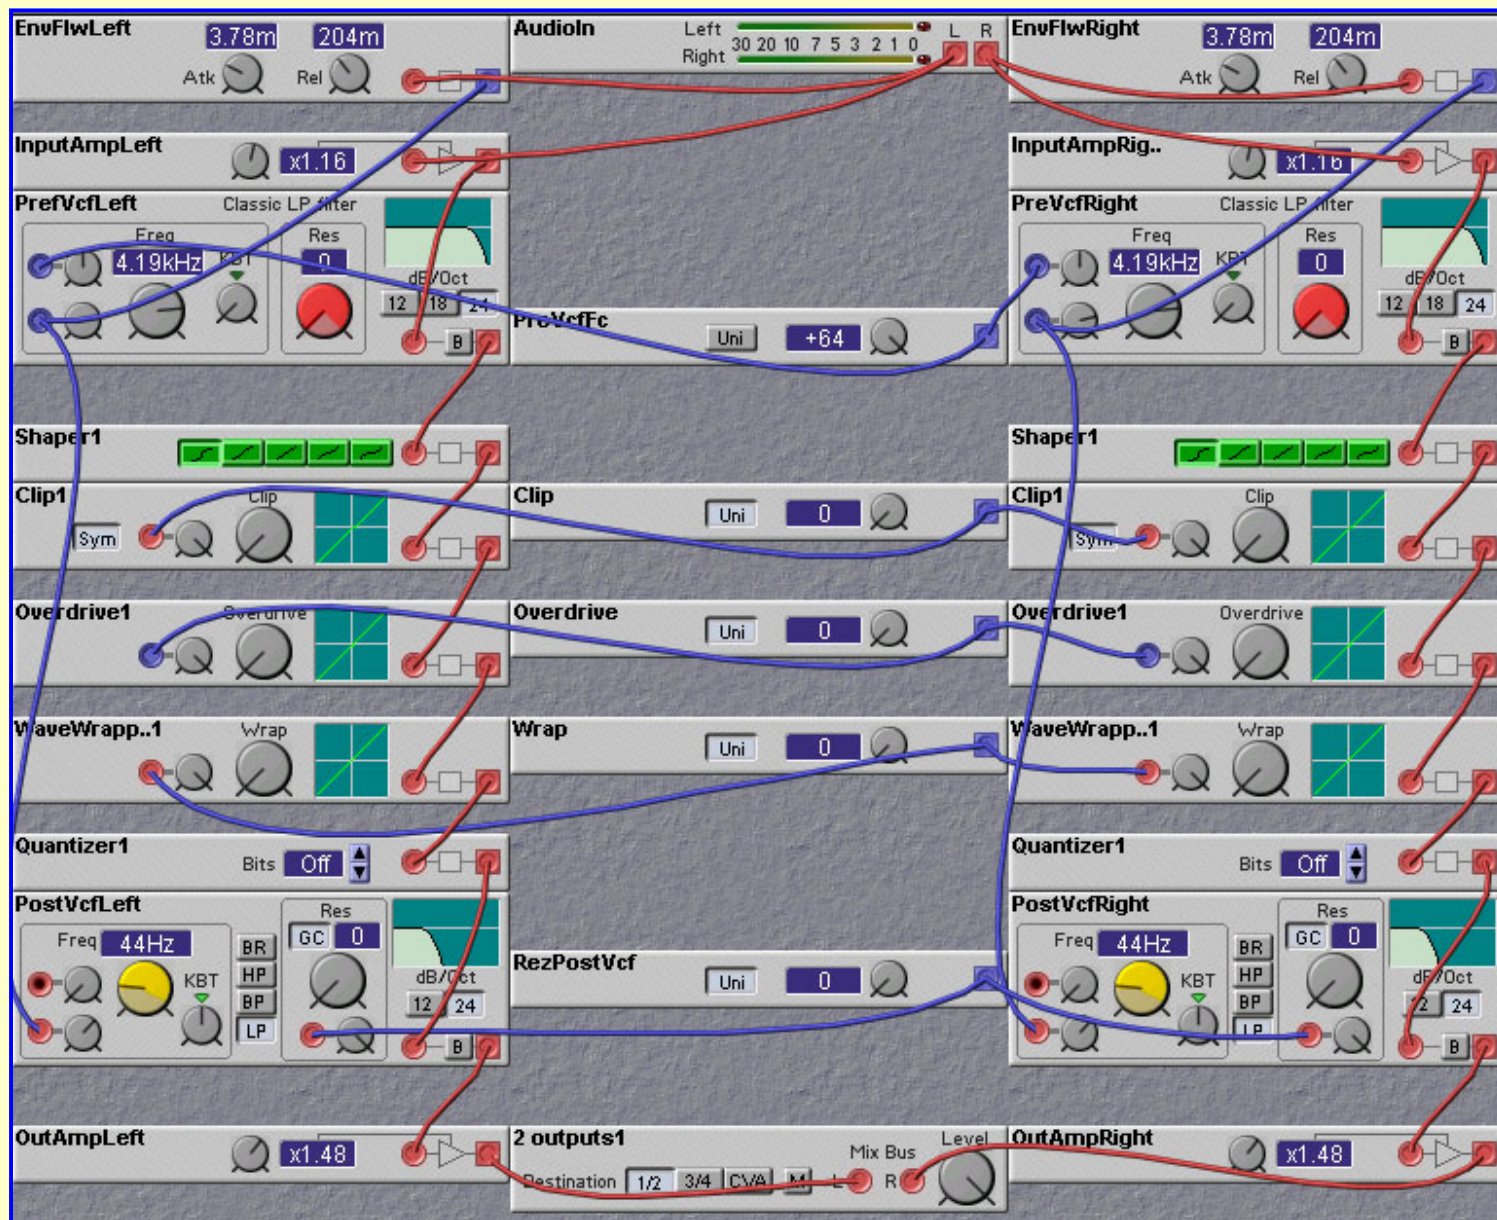 EnvFlwLeft 3.78m 204m
Atk Rel
AudioIn Left L R
Right 30 20 10 7 5 3 2 1 0
EnvFlwRight 3.78m 204m
Atk Rel
InputAmpLeft x1.16
InputAmpRig.. x1.16
PrefVcfLeft Classic LP filter
Freq Res
4.19kHz KBT 0
dB/Oct
12 18 24
B
PreVcfFc Uni +64
PreVcfRight Classic LP filter
Freq Res
4.19kHz KBT 0
dB/Oct
12 18 24
B
Shaper1
Shaper1
Clip1 Clip
Sym
Clip Uni 0
Clip1 Clip
Sym
Overdrive1 Overdrive
Overdrive Uni 0
Overdrive1 Overdrive
WaveWrapp..1 Wrap
Wrap Uni 0
WaveWrapp..1 Wrap
Quantizer1
Bits Off
Quantizer1
Bits Off
PostVcfLeft Res
Freq 44Hz GC 0
BR
KBT HP dB/Oct
BP 12 24
LP
B
RezPostVcf Uni 0
PostVcfRight Res
Freq 44Hz GC 0
BR
KBT HP dB/Oct
BP 12 24
LP
B
OutAmpLeft x1.48
2 outputs1 Level
Mix Bus
Destination 1/2 3/4 CVA M L R
OutAmpRight x1.48